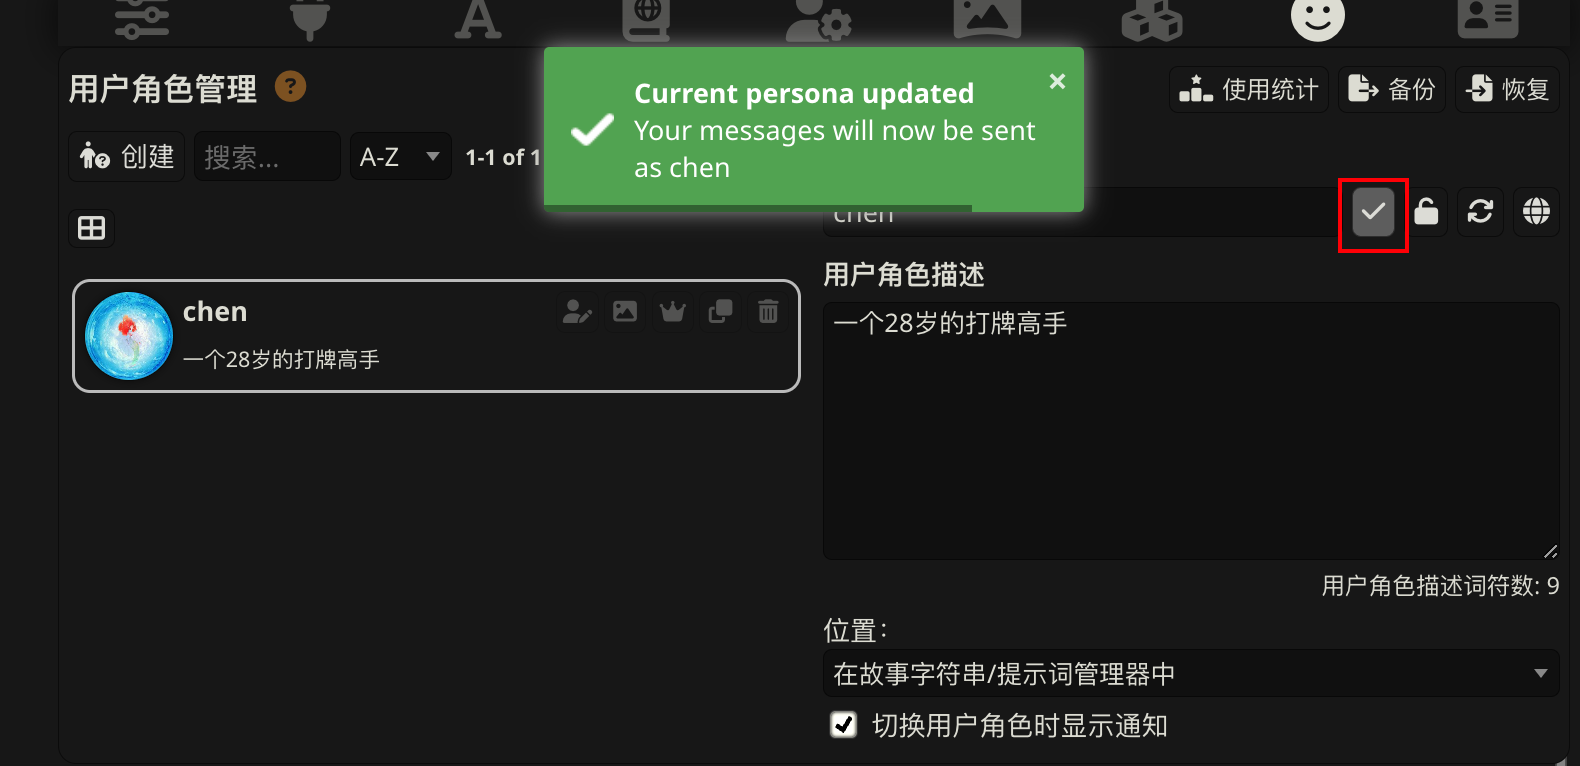 Current persona updated
Your messages will now be sent
as chen
用户角色管理
使用统计
备份
恢复
创建
搜索...
A-Z
1-1 of 1
chen
chen
一个28岁的打牌高手
用户角色描述
一个28岁的打牌高手
用户角色描述词符数: 9
位置：
在故事字符串/提示词管理器中
切换用户角色时显示通知